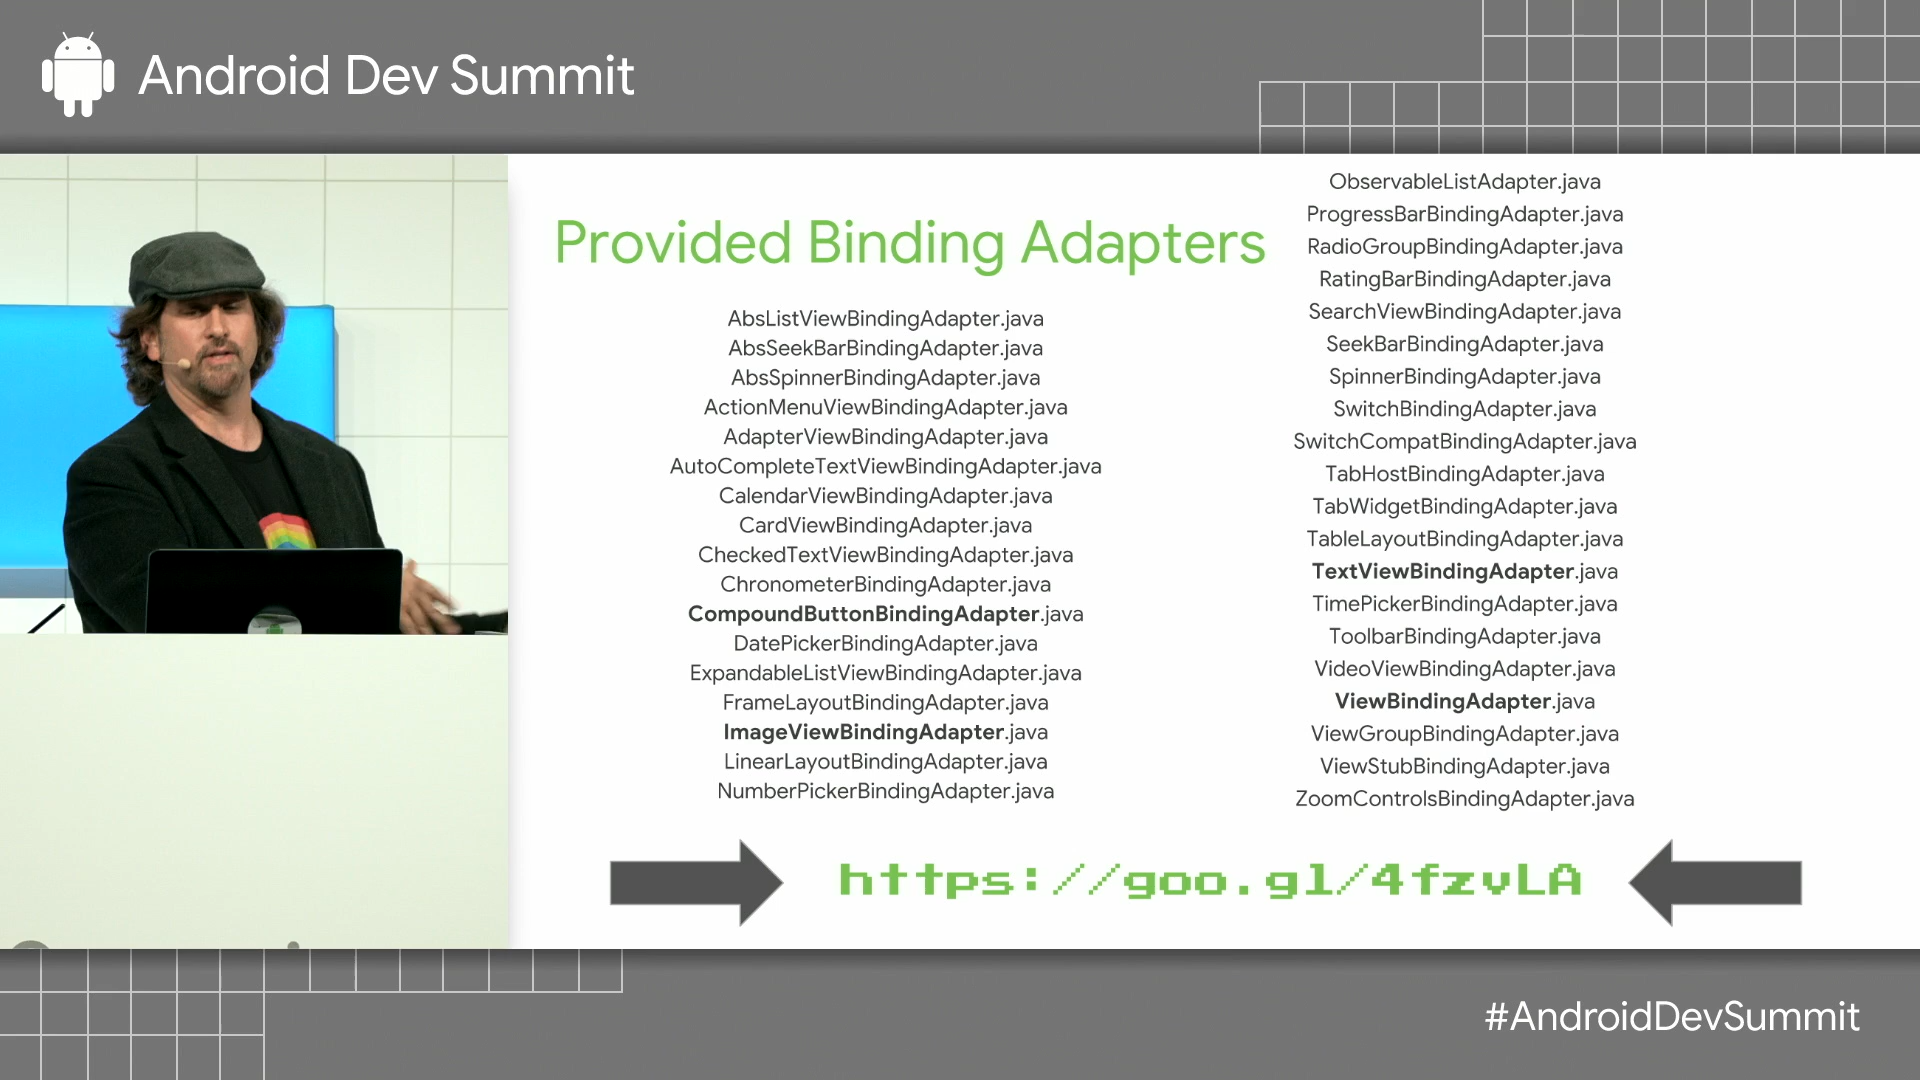 Android Dev Summit
Provided Binding Adapters
AbsListViewBindingAdapter.java
AbsSeekBarBindingAdapter.java
AbsSpinnerBindingAdapter.java
ActionMenuViewBindingAdapter.java
AdapterViewBindingAdapter.java
AutoCompleteTextViewBindingAdapter.java
CalendarViewBindingAdapter.java
CardViewBindingAdapter.java
CheckedTextViewBindingAdapter.java
ChronometerBindingAdapter.java
CompoundButtonBindingAdapter.java
DatePickerBindingAdapter.java
ExpandableListViewBindingAdapter.java
FrameLayoutBindingAdapter.java
ImageViewBindingAdapter.java
LinearLayoutBindingAdapter.java
NumberPickerBindingAdapter.java
ObservableListAdapter.java
ProgressBarBindingAdapter.java
RadioGroupBindingAdapter.java
RatingBarBindingAdapter.java
SearchViewBindingAdapter.java
SeekBarBindingAdapter.java
SpinnerBindingAdapter.java
SwitchBindingAdapter.java
SwitchCompatBindingAdapter.java
TabHostBindingAdapter.java
TabWidgetBindingAdapter.java
TableLayoutBindingAdapter.java
TextViewBindingAdapter.java
TimePickerBindingAdapter.java
ToolbarBindingAdapter.java
VideoViewBindingAdapter.java
ViewBindingAdapter.java
ViewGroupBindingAdapter.java
ViewStubBindingAdapter.java
ZoomControlsBindingAdapter.java
https://goo.gl/4fzvLA
#AndroidDevSummit